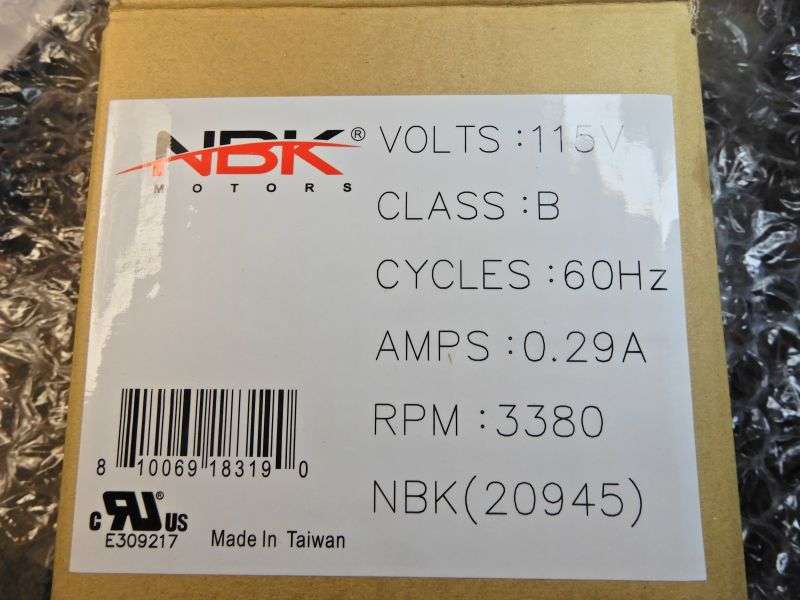 NBK®
MOTORS
VOLTS :115V
CLASS :B
CYCLES :60Hz
AMPS :0.29A
RPM :3380
NBK(20945)
8 10069 18319 0
c RU® US
E309217
Made In Taiwan